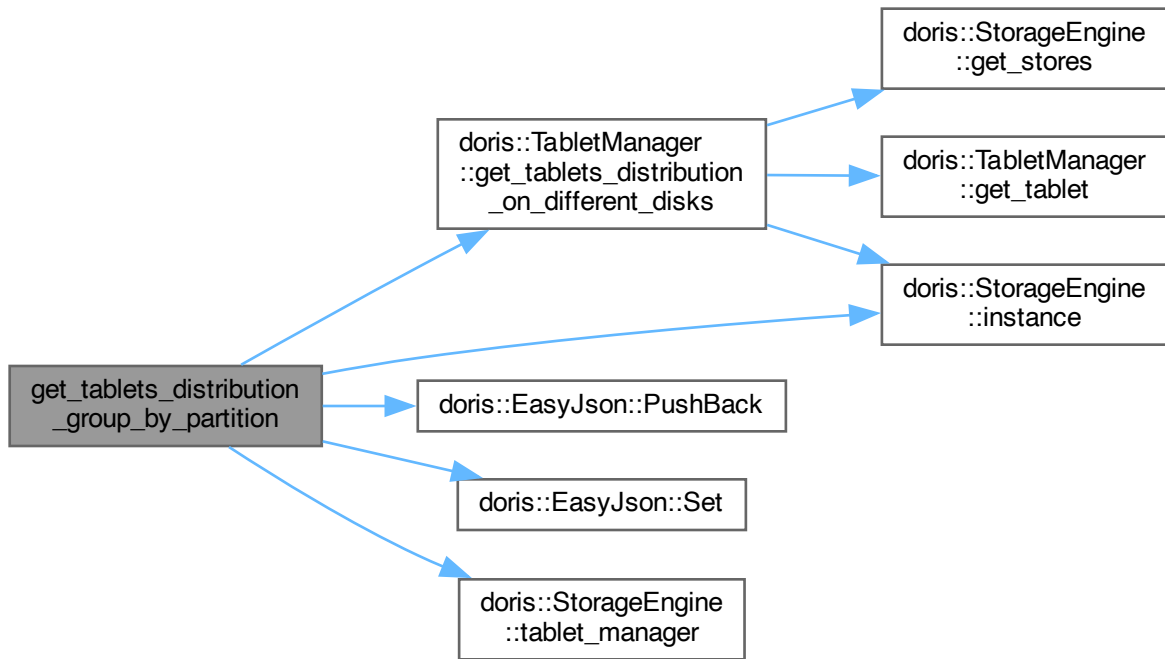 doris::StorageEngine
::get_stores
doris::TabletManager
::get_tablets_distribution
_on_different_disks
doris::TabletManager
::get_tablet
doris::StorageEngine
::instance
get_tablets_distribution
_group_by_partition
doris::EasyJson::PushBack
doris::EasyJson::Set
doris::StorageEngine
::tablet_manager